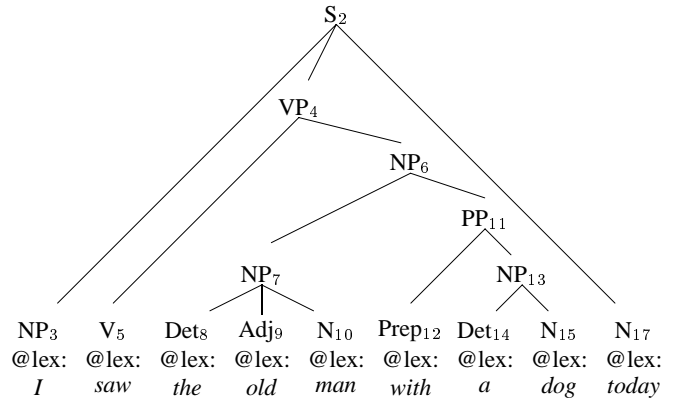 S₂
VP₄
NP₆
PP₁₁
NP₇ NP₁₃
NP₃ V₅ Det₈ Adj₉ N₁₀ Prep₁₂ Det₁₄ N₁₅ N₁₇
@lex: @lex: @lex: @lex: @lex: @lex: @lex: @lex: @lex:
I saw the old man with a dog today